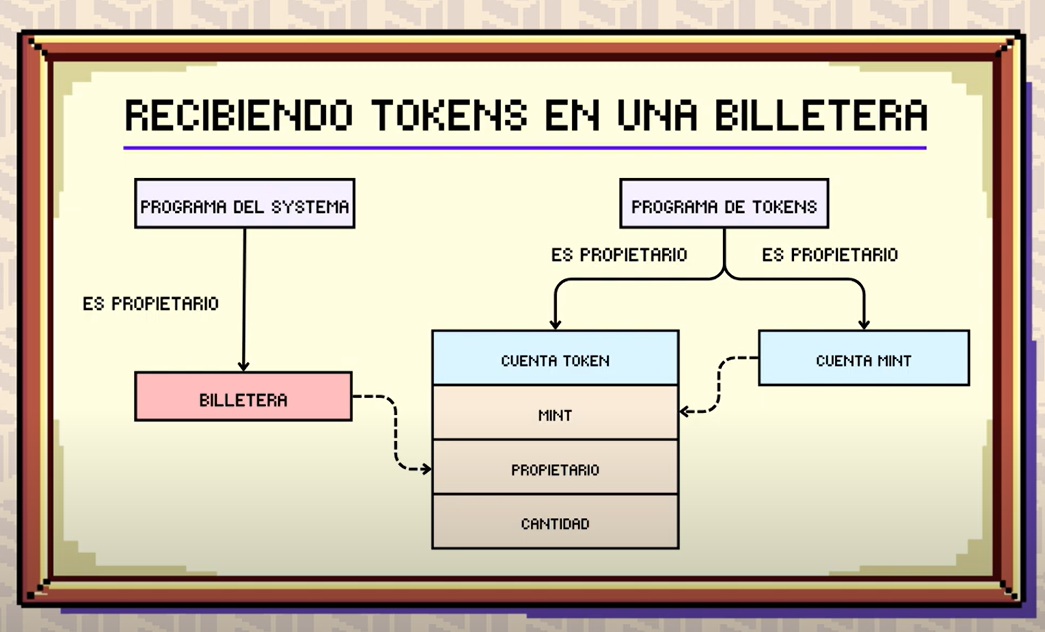 RECIBIENDO TOKENS EN UNA BILLETERA
PROGRAMA DEL SYSTEMA
PROGRAMA DE TOKENS
ES PROPIETARIO
ES PROPIETARIO
ES PROPIETARIO
CUENTA TOKEN
CUENTA MINT
BILLETERA
MINT
PROPIETARIO
CANTIDAD